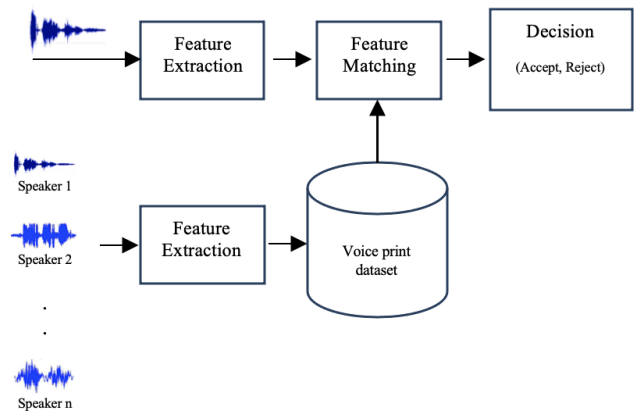 Feature
Extraction
Feature
Matching
Decision
(Accept, Reject)
Speaker 1
Speaker 2
.
.
Speaker n
Feature
Extraction
Voice print
dataset